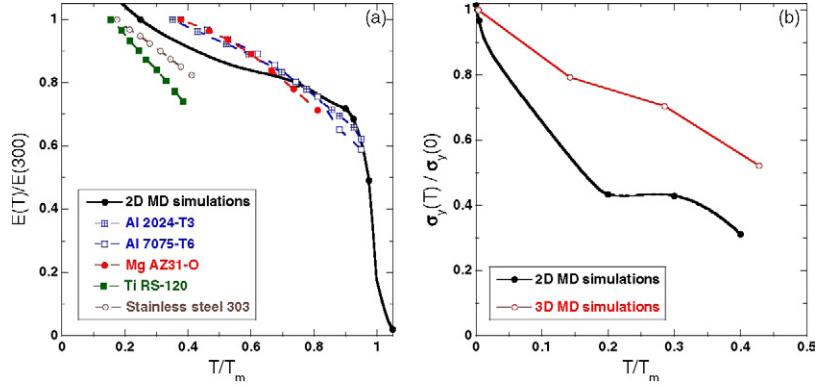 (a)
E(T)/E(300)
1
0.8
0.6
0.4
0.2
0
2D MD simulations
Al 2024-T3
Al 7075-T6
Mg AZ31-O
Ti RS-120
Stainless steel 303
0 0.2 0.4 0.6 0.8 1
T/Tm
(b)
σy(T) / σy(0)
1
0.8
0.6
0.4
0.2
0
2D MD simulations
3D MD simulations
0 0.1 0.2 0.3 0.4 0.5
T/Tm